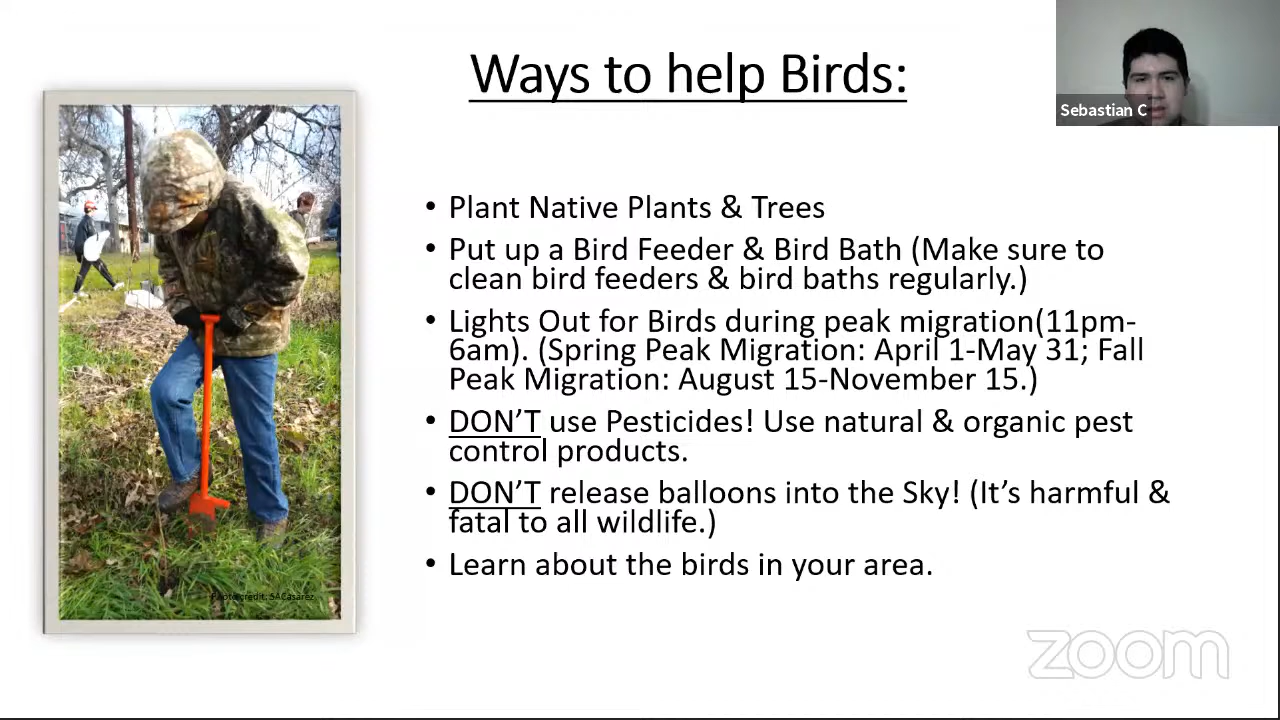 Ways to help Birds:
Sebastian C
• Plant Native Plants & Trees
• Put up a Bird Feeder & Bird Bath (Make sure to
clean bird feeders & bird baths regularly.)
• Lights Out for Birds during peak migration(11pm-
6am). (Spring Peak Migration: April 1-May 31; Fall
Peak Migration: August 15-November 15.)
• DON’T use Pesticides! Use natural & organic pest
control products.
• DON’T release balloons into the Sky! (It’s harmful &
fatal to all wildlife.)
• Learn about the birds in your area.
Photo credit: SACasarez
zoom